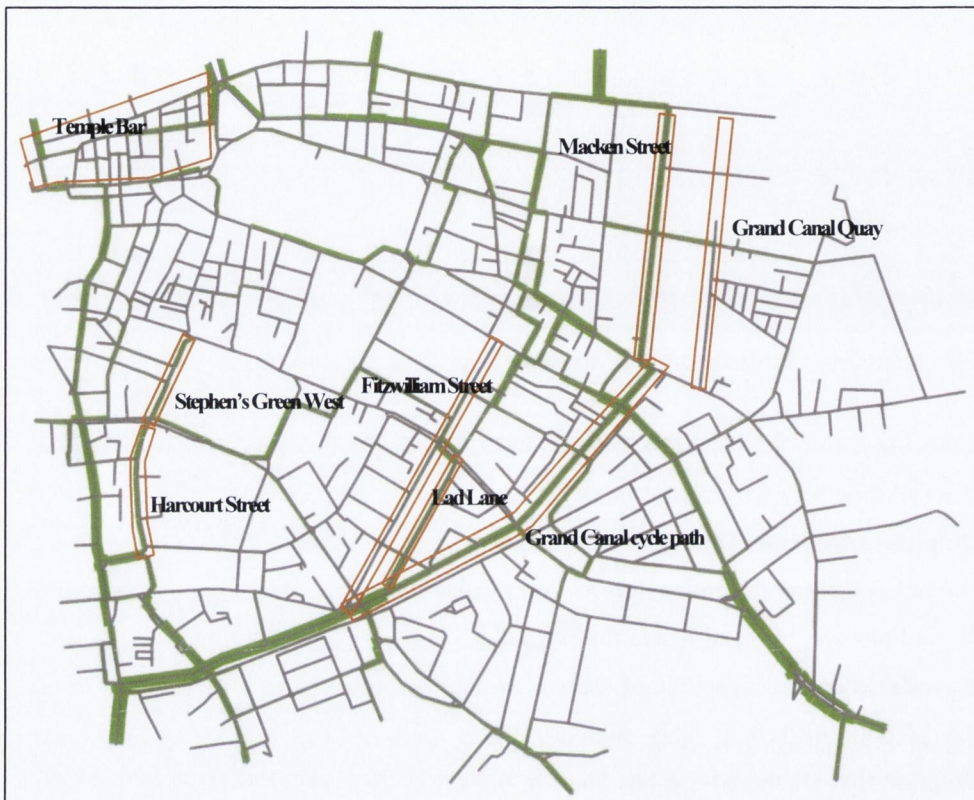 Temple Bar
Macken Street
Grand Canal Quay
Fitzwilliam Street
Stephen's Green West
Lad Lane
Harcourt Street
Grand Canal cycle path